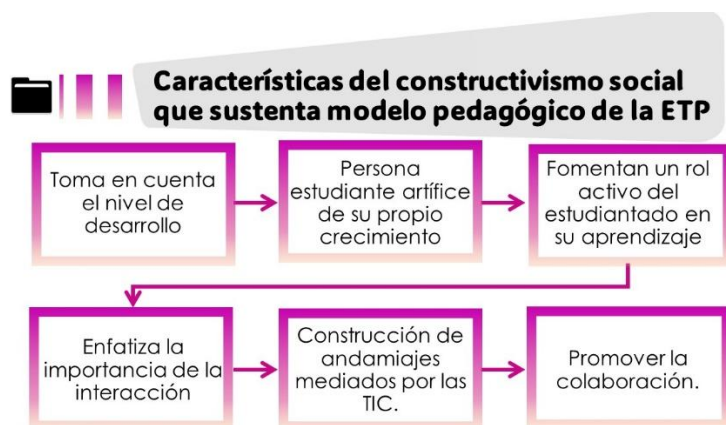 Características del constructivismo social
que sustenta modelo pedagógico de la ETP
Toma en cuenta
el nivel de
desarrollo
Persona
estudiante artífice
de su propio
crecimiento
Fomentan un rol
activo del
estudiantado en
su aprendizaje
Enfatiza la
importancia de la
interacción
Construcción de
andamiajes
mediados por las
TIC.
Promover la
colaboración.